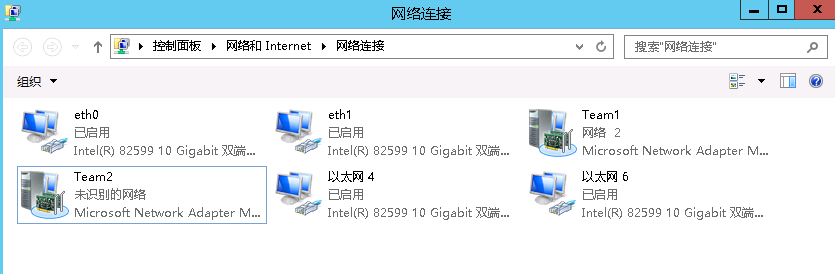 网络连接
控制面板 网络和 Internet 网络连接
搜索"网络连接"
组织
eth0
已启用
Intel(R) 82599 10 Gigabit 双端...
eth1
已启用
Intel(R) 82599 10 Gigabit 双端...
Team1
网络 2
Microsoft Network Adapter M...
Team2
未识别的网络
Microsoft Network Adapter M...
以太网 4
已启用
Intel(R) 82599 10 Gigabit 双端...
以太网 6
已启用
Intel(R) 82599 10 Gigabit 双端...